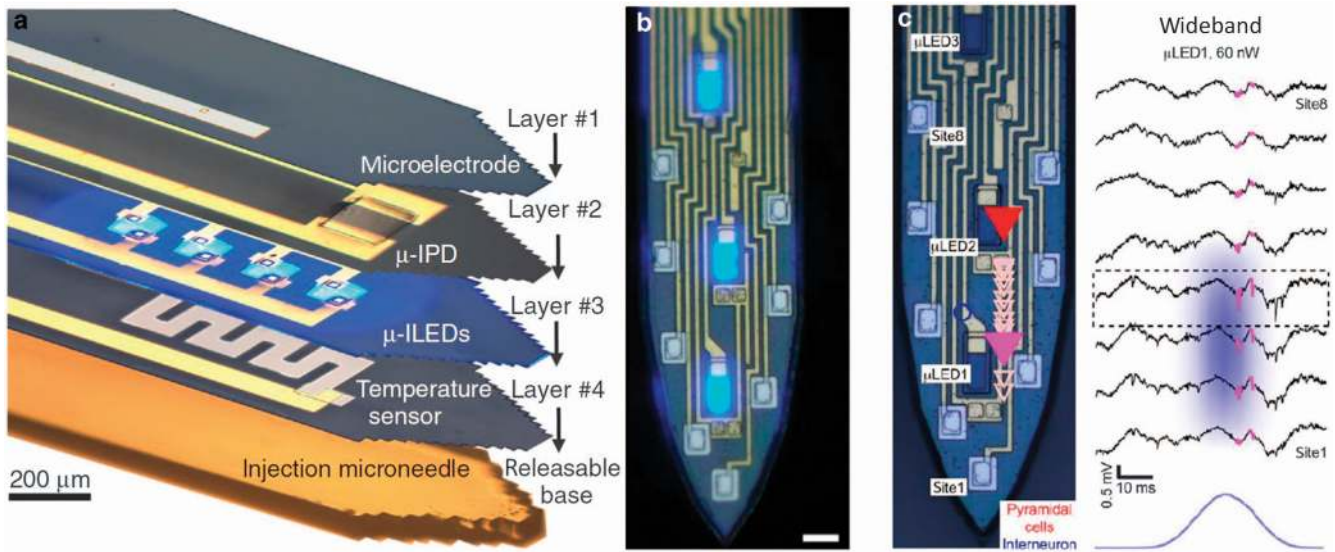 a
Layer #1
Microelectrode
Layer #2
μ-IPD
Layer #3
μ-ILEDs
Layer #4
Temperature
sensor
Injection microneedle
Releasable
base
200 μm
b
c
μLED3
Site8
μLED2
μLED1
Site1
Pyramidal
cells
Interneuron
Wideband
μLED1, 60 nW
Site8
Site1
0.5 mV
10 ms